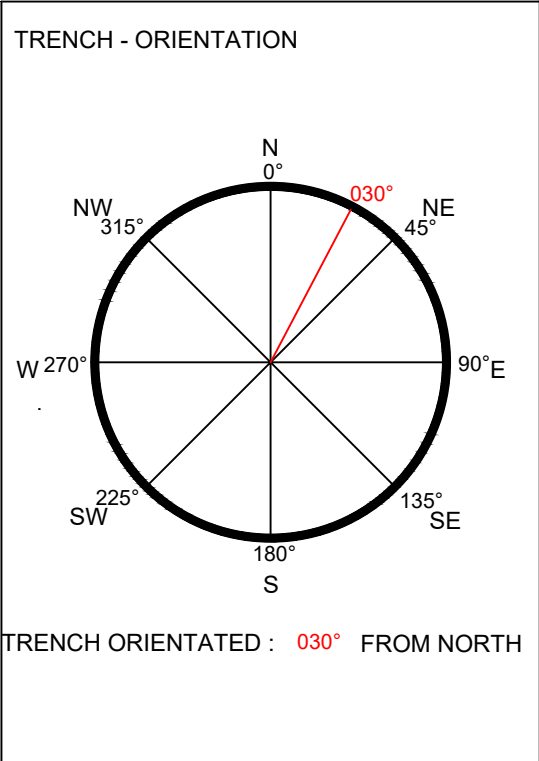 TRENCH - ORIENTATION
N
0°
030°
NW
NE
315°
45°
W 270°
90° E
225°
135°
SW
SE
180°
S
TRENCH ORIENTATED : 030° FROM NORTH